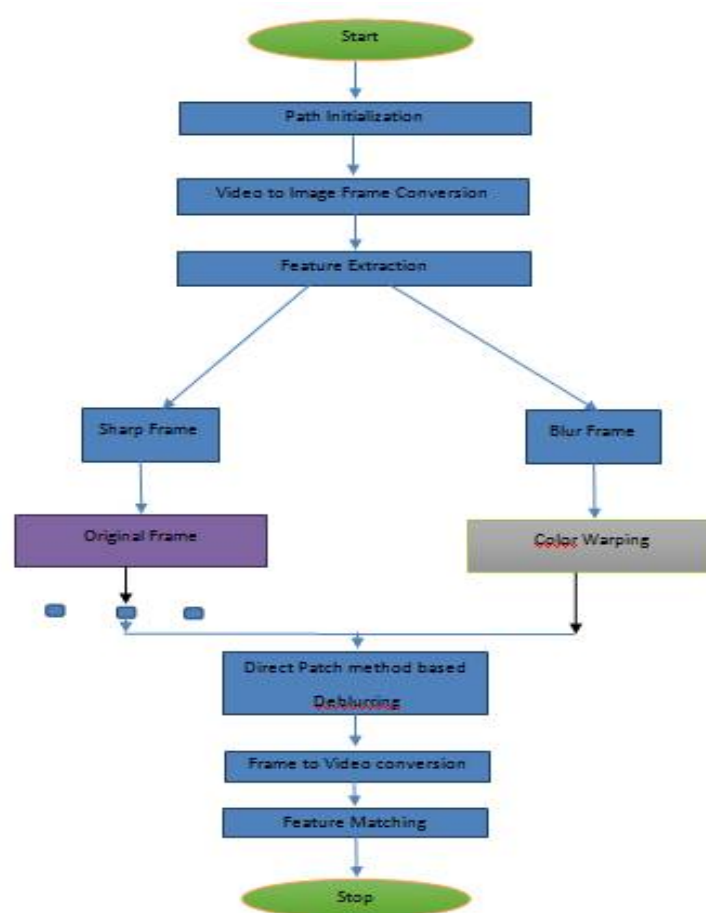 Start
Path Initialization
Video to Image Frame Conversion
Feature Extraction
Sharp Frame
Blur Frame
Original Frame
Color Warping
Direct Patch method based
Deblurring
Frame to Video conversion
Feature Matching
Stop